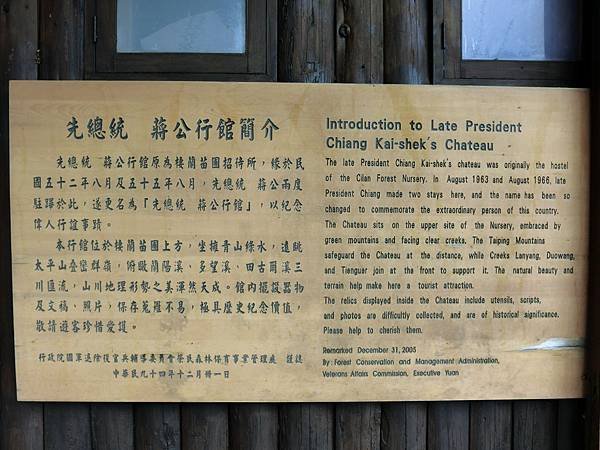 先總統　蔣公行館簡介
先總統　蔣公行館原為棲蘭苗圃招待所，緣於民
國五十二年八月及五十五年八月，先總統　蔣公兩度
駐蹕於此，遂更名為「先總統　蔣公行館」，以紀念
偉人行誼事蹟。
本行館位於棲蘭苗圃上方，坐擁青山綠水，遠眺
太平山叠巒群嶺，俯瞰蘭陽溪、多望溪、田古爾溪三
川匯流，山川地理形勢之美渾然天成。館內擺設器物
及文稿、照片，保存蒐羅不易，極具歷史紀念價值，
敬請遊客珍惜愛護。
行政院國軍退除役官兵輔導委員會榮民森林保育事業管理處　謹誌
中華民九十四年十二月卅一日
Introduction to Late President
Chiang Kai-shek's Chateau
The late President Chiang Kai-shek's chateau was originally the hostel
of the Cilan Forest Nursery. In August 1963 and August 1966, late
President Chiang made two stays here, and the name has been so
changed to commemorate the extraordinary person of this country.
The Chateau sits on the upper site of the Nursery, embraced by
green mountains and facing clear creeks. The Taiping Mountains
safeguard the Chateau at the distance, while Creeks Lanyang, Duowang,
and Tienguer join at the front to support it. The natural beauty and
terrain help make here a tourist attraction.
The relics displayed inside the Chateau include utensils, scripts,
and photos are difficultly collected, and are of historical significance.
Please help to cherish them.
Remarked December 31, 2005
By : Forest Conservation and Management Administration,
Veterans Affairs Commission, Executive Yuan